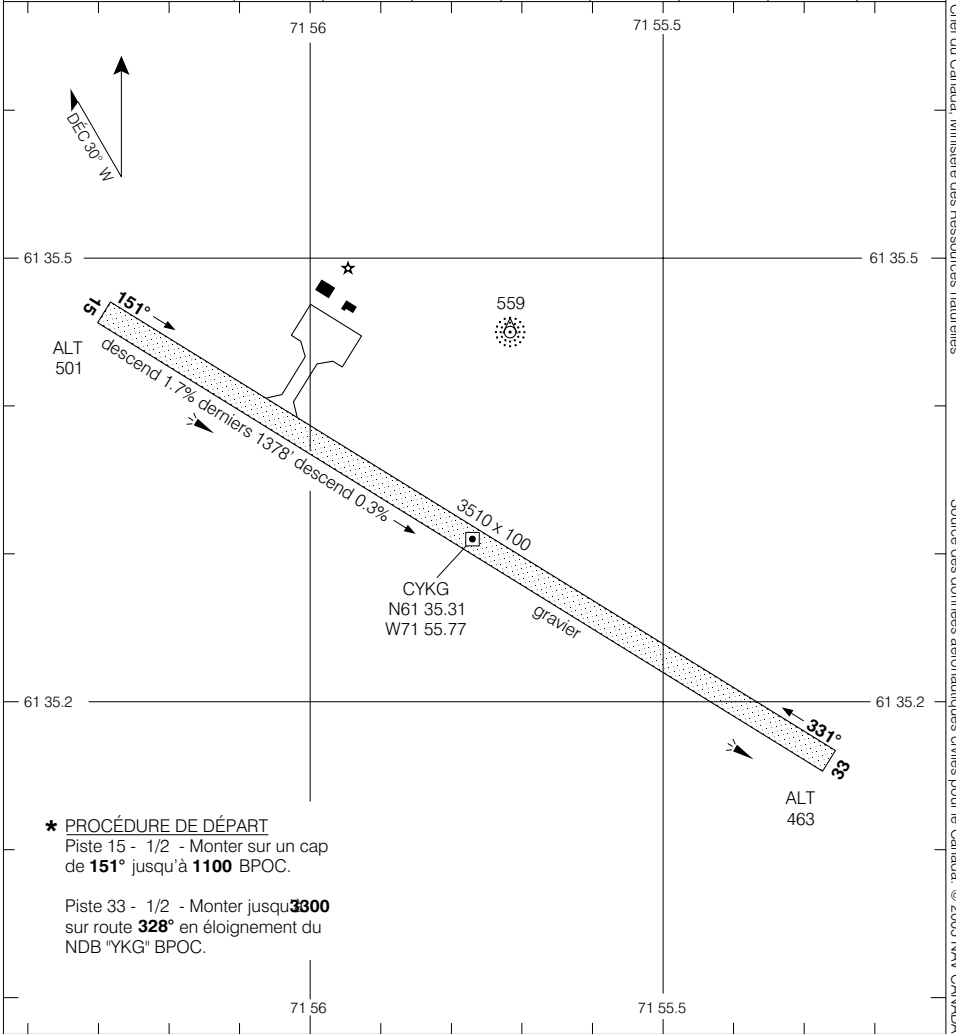 71 56
71 55.5
DÉC 30° W
61 35.5
61 35.5
15
151°
559
ALT
501
descend 1.7% derniers 1378' descend 0.3%
3510 x 100
CYKG
N61 35.31
W71 55.77
gravier
61 35.2
61 35.2
331°
33
ALT
463
* PROCÉDURE DE DÉPART
Piste 15 - 1/2 - Monter sur un cap
de 151° jusqu'à 1100 BPOC.
Piste 33 - 1/2 - Monter jusqu'à 3300
sur route 328° en éloignement du
NDB "YKG" BPOC.
71 56
71 55.5
Source des données aéronautiques civiles pour le Canada: © 2005 NAV CANADA
Chef du Canada, Ministère des Ressources naturelles